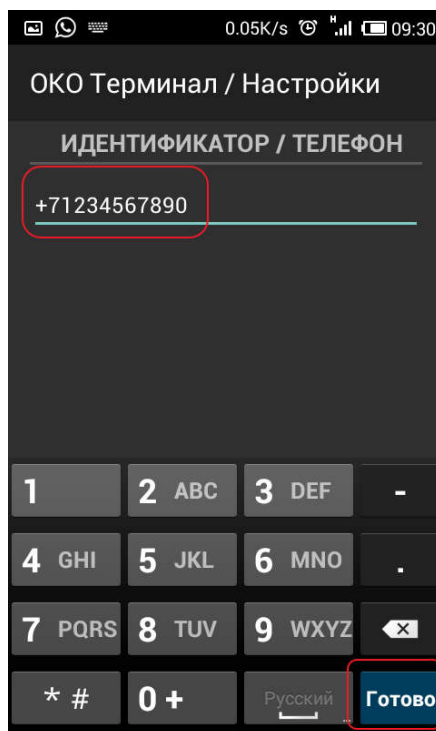 0.05K/s H 09:30
ОКО Терминал / Настройки
ИДЕНТИФИКАТОР / ТЕЛЕФОН
+71234567890
1 2 ABC 3 DEF -
4 GHI 5 JKL 6 MNO .
7 PQRS 8 TUV 9 WXYZ
* # 0 + Русский ... Готово